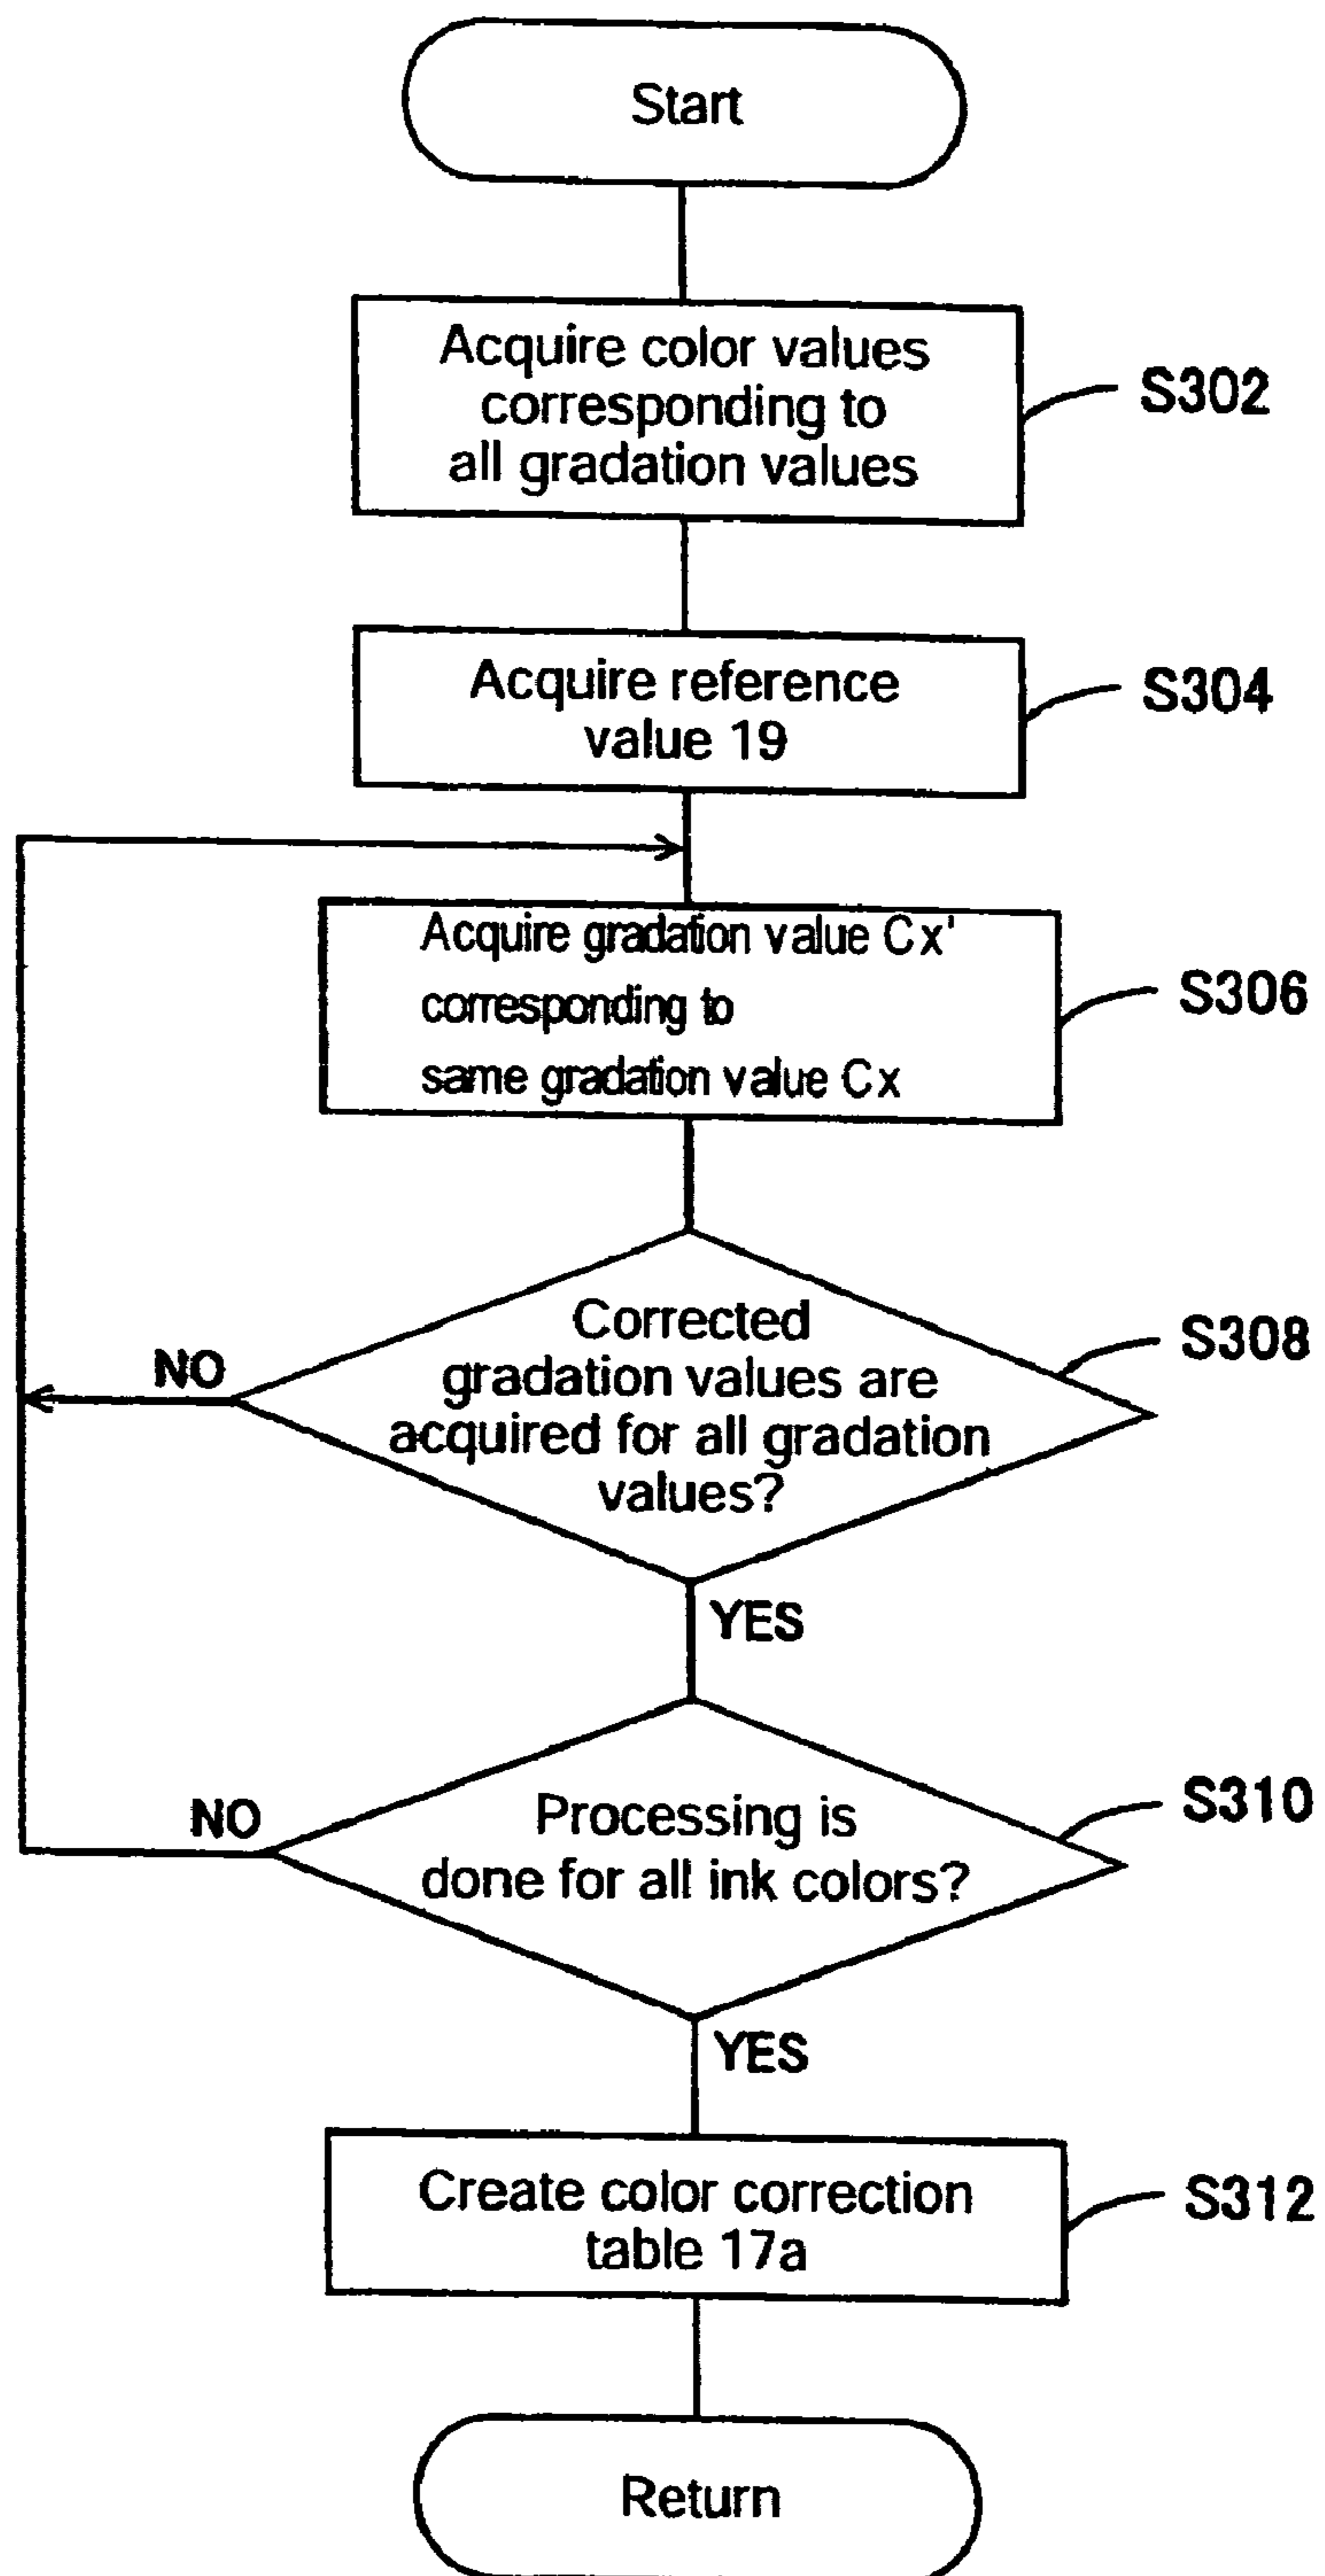 Start
Acquire color values
corresponding to
all gradation values
S302
Acquire reference
value 19
S304
Acquire gradation value Cx'
corresponding to
same gradation value Cx
S306
Corrected
gradation values are
acquired for all gradation
values?
S308
NO
YES
Processing is
done for all ink colors?
S310
NO
YES
Create color correction
table 17a
S312
Return